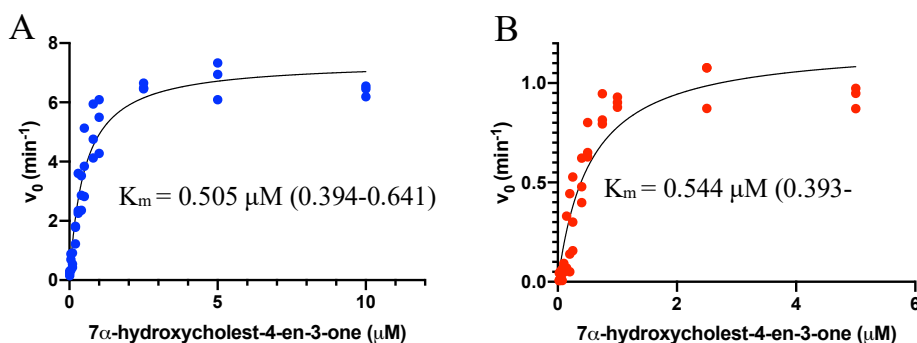 A
v₀ (min⁻¹)
8
6
4
2
0
Kₘ = 0.505 μM (0.394-0.641)
0 5 10
7α-hydroxycholest-4-en-3-one (μM)
B
v₀ (min⁻¹)
1.0
0.5
0.0
Kₘ = 0.544 μM (0.393-
0 2 4 6
7α-hydroxycholest-4-en-3-one (μM)